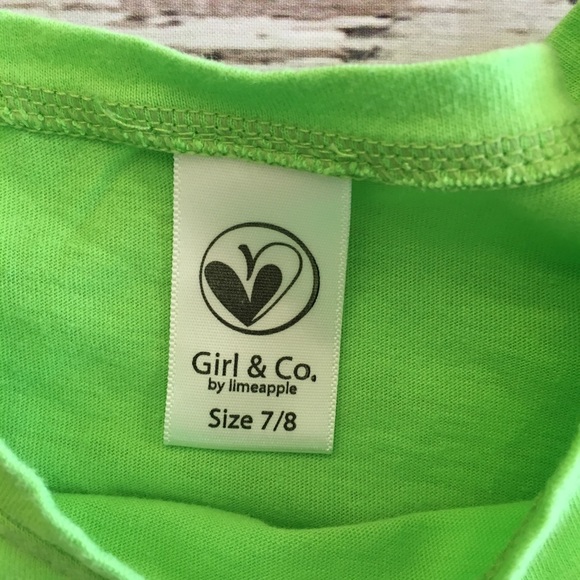 Girl & Co.
by limeapple
Size 7/8